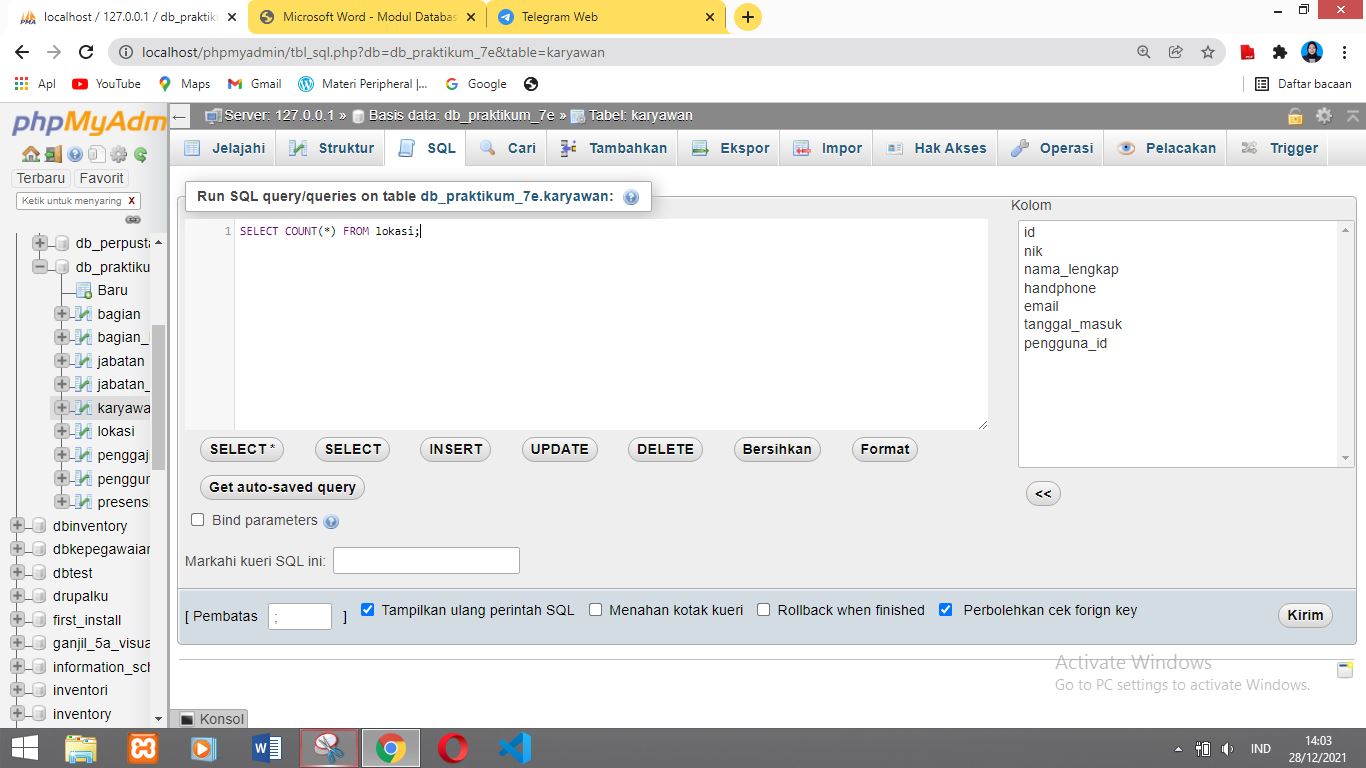 localhost / 127.0.0.1 / db_praktik
Microsoft Word - Modul Databas
Telegram Web
localhost/phpmyadmin/tbl_sql.php?db=db_praktikum_7e&table=karyawan
Apl YouTube Maps Gmail Materi Peripheral |... Google Daftar bacaan
phpMyAdm
Server: 127.0.0.1 » Basis data: db_praktikum_7e » Tabel: karyawan
Jelajahi Struktur SQL Cari Tambahkan Ekspor Impor Hak Akses Operasi Pelacakan Trigger
Terbaru Favorit
Ketik untuk menyaring X
db_perpusta
db_praktiku
Baru
bagian
bagian_
jabatan
jabatan_
karyawa
lokasi
penggaj
penggun
presens
dbinventory
dbkepegawaian
dbtest
drupalku
first_install
ganjil_5a_visua
information_sch
inventori
inventory
Run SQL query/queries on table db_praktikum_7e.karyawan:
1 SELECT COUNT(*) FROM lokasi;
Kolom
id
nik
nama_lengkap
handphone
email
tanggal_masuk
pengguna_id
<<
SELECT * SELECT INSERT UPDATE DELETE Bersihkan Format
Get auto-saved query
Bind parameters
Markahi kueri SQL ini:
[ Pembatas ; ] Tampilkan ulang perintah SQL Menahan kotak kueri Rollback when finished Perbolehkan cek forign key Kirim
Activate Windows
Go to PC settings to activate Windows.
Konsol
IND
14:03
28/12/2021